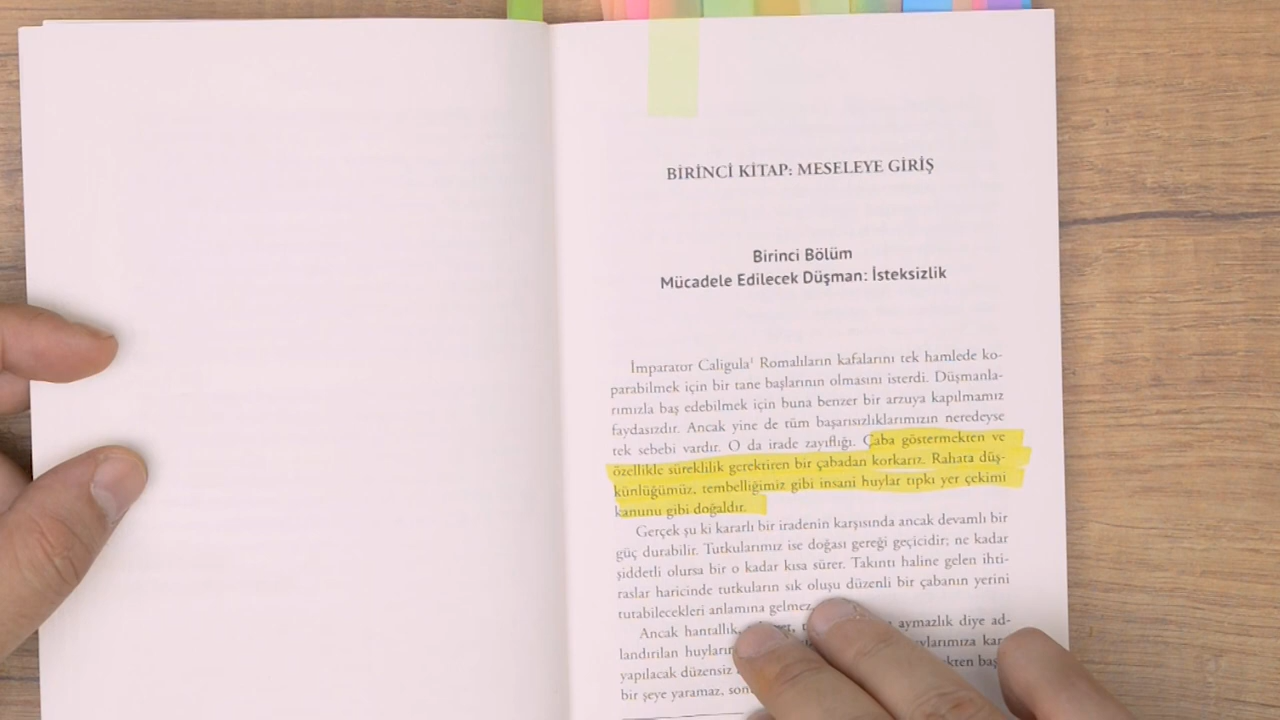 BİRİNCİ KİTAP: MESELEYE GİRİŞ
Birinci Bölüm
Mücadele Edilecek Düşman: İsteksizlik
İmparator Caligula¹ Romalıların kafalarını tek hamlede ko-
parabilmek için bir tane başlarının olmasını isterdi. Düşmanla-
rımızla baş edebilmek için buna benzer bir arzuya kapılmamız
faydasızdır. Ancak yine de tüm başarısızlıklarımızın neredeyse
tek sebebi vardır. O da irade zayıflığı. Çaba göstermekten ve
özellikle süreklilik gerektiren bir çabadan korkarız. Rahata düş-
künlüğümüz, tembelliğimiz gibi insani huylar tıpkı yer çekimi
kanunu gibi doğaldır.
Gerçek şu ki kararlı bir iradenin karşısında ancak devamlı bir
güç durabilir. Tutkularımız ise doğası gereği geçicidir; ne kadar
şiddetli olursa bir o kadar kısa sürer. Takıntı haline gelen ihti-
raslar haricinde tutkuların sık oluşu düzenli bir çabanın yerini
tutabilecekleri anlamına gelmez.
Ancak hantallık, aymazlık diye ad-
landırılan
yapılacak düzensiz
bir şeye yaramaz,